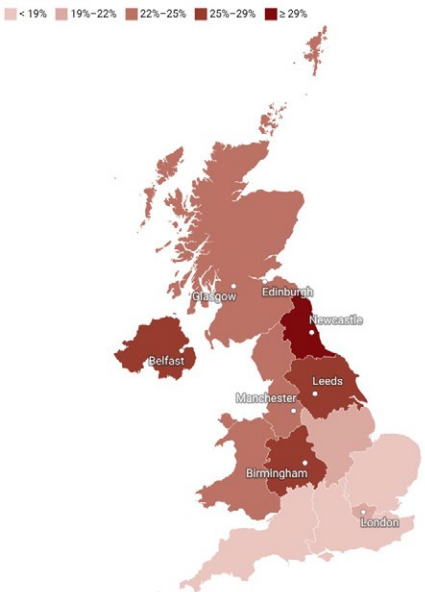 < 19% 19%–22% 22%–25% 25%–29% ≥ 29%
Glasgow
Edinburgh
Newcastle
Belfast
Leeds
Manchester
Birmingham
London